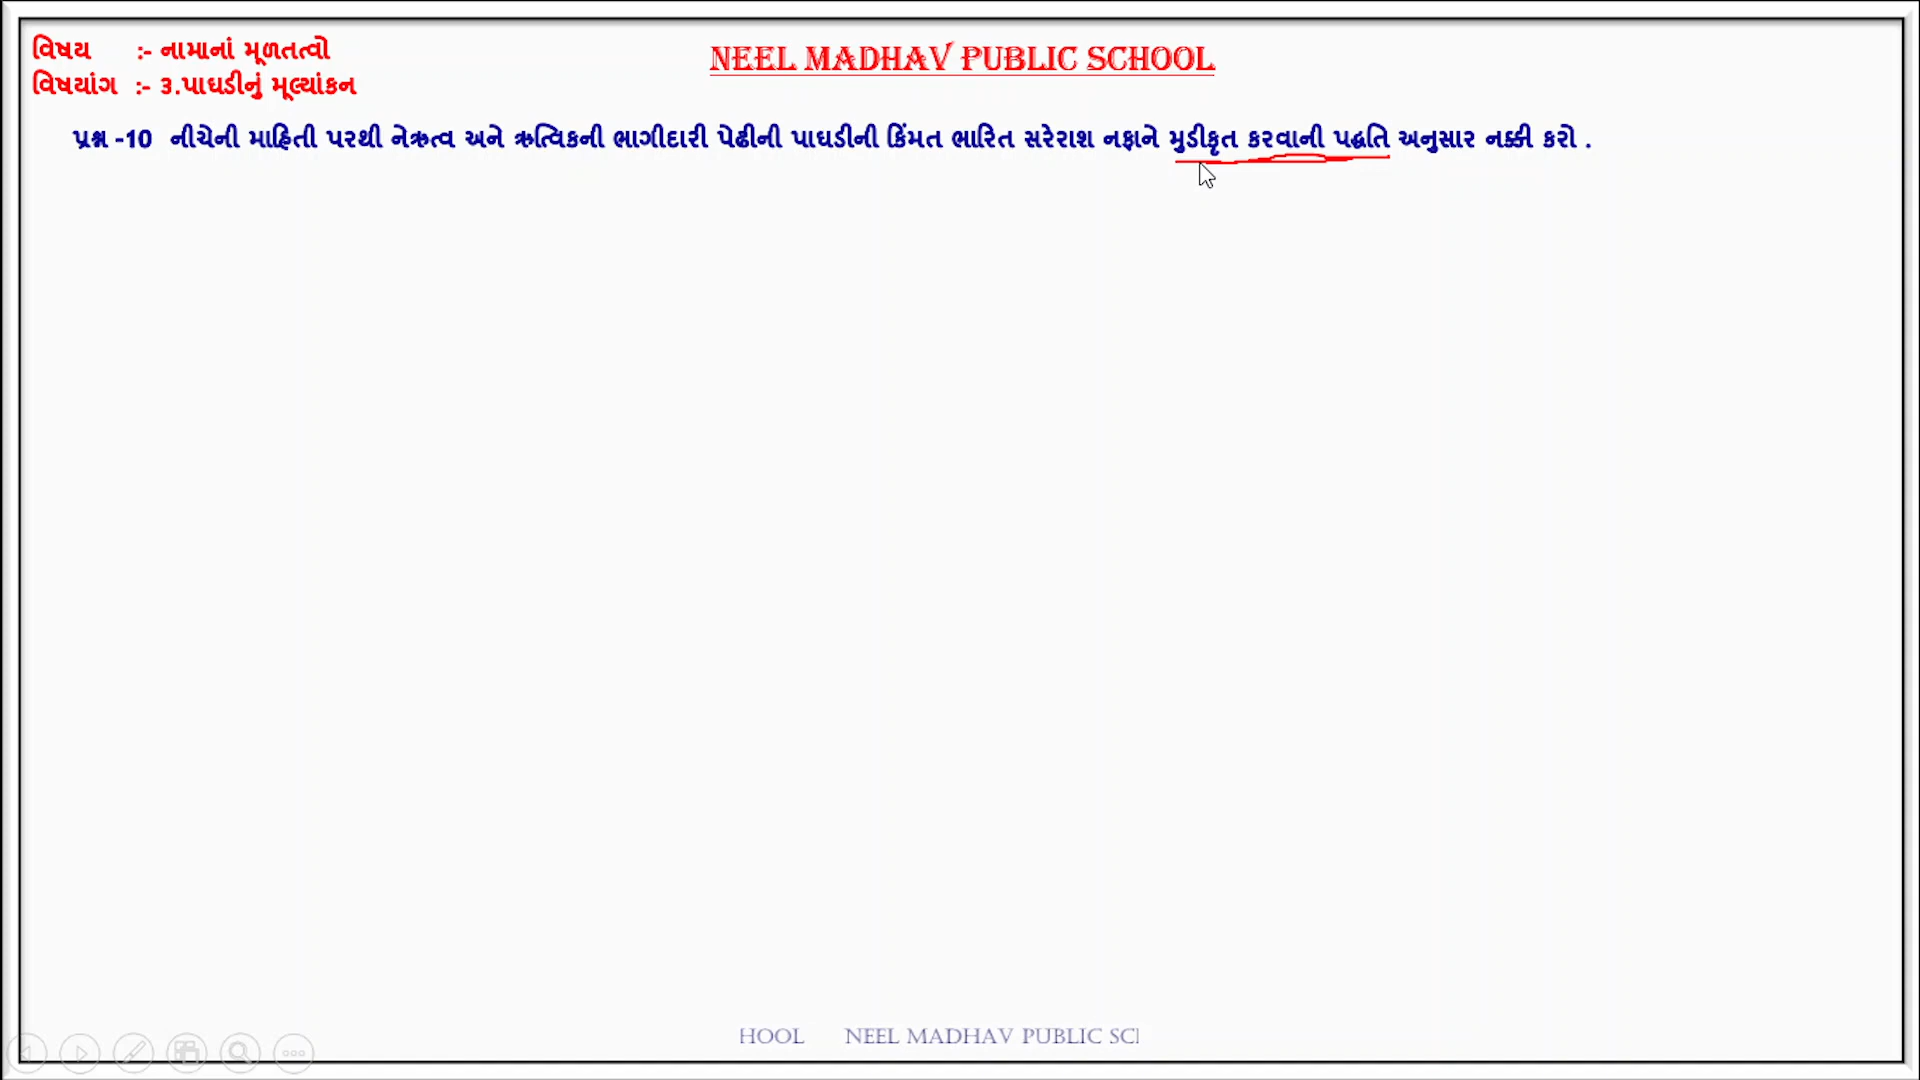 વિષય :- નામાનાં મૂળતત્વો
NEEL MADHAV PUBLIC SCHOOL
વિષયાંગ :- ૩.પાઘડીનું મૂલ્યાંકન
પ્રશ્ન -10 નીચેની માહિતી પરથી નેઋત્વ અને ઋત્વિકની ભાગીદારી પેઢીની પાઘડીની કિંમત ભારિત સરેરાશ નફાને મુડીકૃત કરવાની પદ્ધતિ અનુસાર નક્કી કરો .
HOOL NEEL MADHAV PUBLIC SC